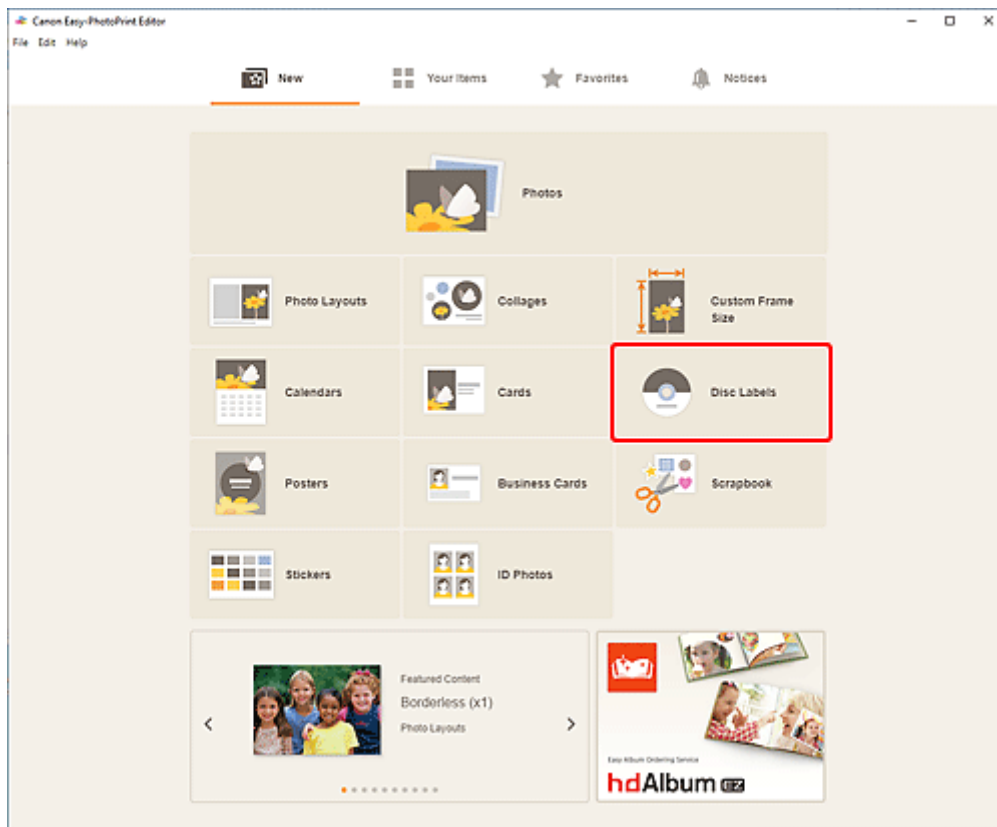 Canon Easy-PhotoPrint Editor
File Edit Help
New Your Items Favorites Notices
Photos
Photo Layouts Collages Custom Frame
Size
Calendars Cards Disc Labels
Posters Business Cards Scrapbook
Stickers ID Photos
Featured Content
Borderless (x1)
Photo Layouts
Easy Album Ordering Service
hdAlbum EZ